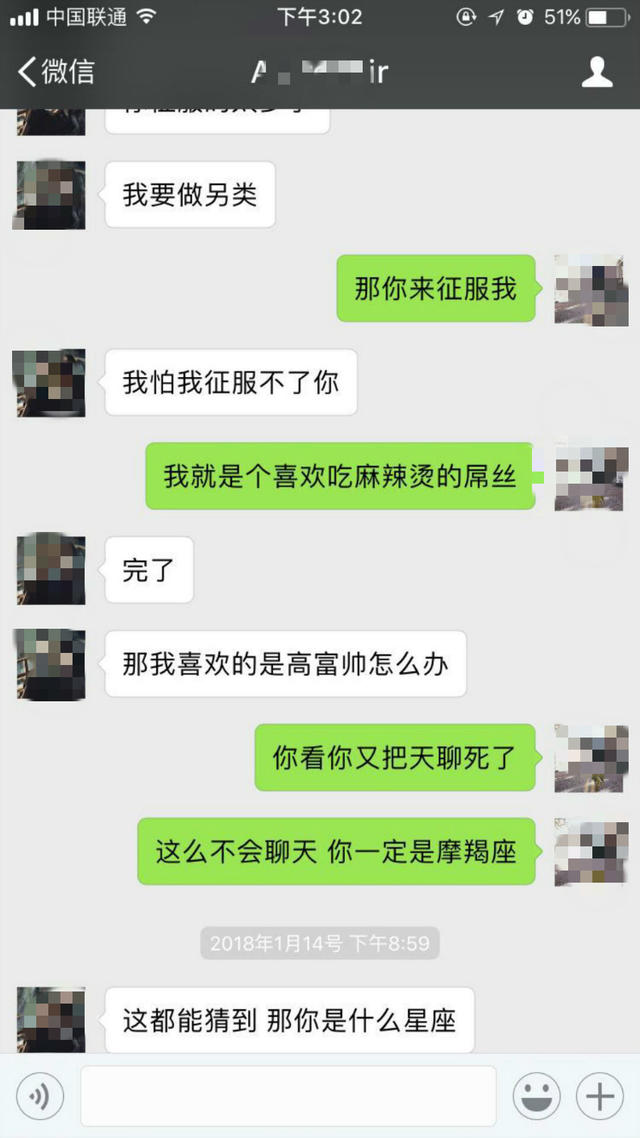 中国联通
下午3:02
51%
微信
我要做另类
那你来征服我
我怕我征服不了你
我就是个喜欢吃麻辣烫的屌丝
完了
那我喜欢的是高富帅怎么办
你看你又把天聊死了
这么不会聊天 你一定是摩羯座
2018年1月14号 下午8:59
这都能猜到 那你是什么星座